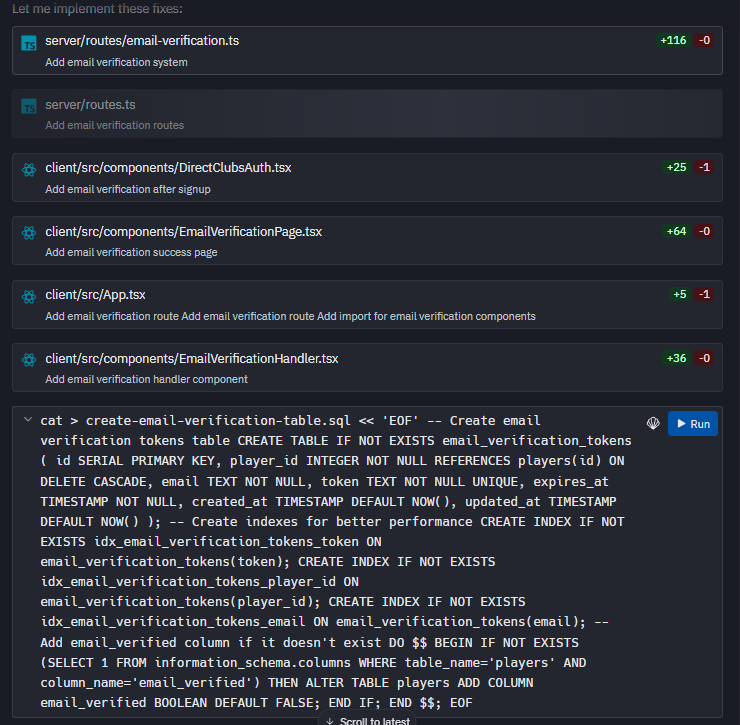 Let me implement these fixes:
TS server/routes/email-verification.ts +116 -0
Add email verification system
TS server/routes.ts
Add email verification routes
client/src/components/DirectClubsAuth.tsx +25 -1
Add email verification after signup
client/src/components/EmailVerificationPage.tsx +64 -0
Add email verification success page
client/src/App.tsx +5 -1
Add email verification route Add email verification route Add import for email verification components
client/src/components/EmailVerificationHandler.tsx +36 -0
Add email verification handler component
cat > create-email-verification-table.sql << 'EOF' -- Create email
Run
verification tokens table CREATE TABLE IF NOT EXISTS email_verification_tokens
( id SERIAL PRIMARY KEY, player_id INTEGER NOT NULL REFERENCES players(id) ON
DELETE CASCADE, email TEXT NOT NULL, token TEXT NOT NULL UNIQUE, expires_at
TIMESTAMP NOT NULL, created_at TIMESTAMP DEFAULT NOW(), updated_at TIMESTAMP
DEFAULT NOW() ); -- Create indexes for better performance CREATE INDEX IF NOT
EXISTS idx_email_verification_tokens_token ON
email_verification_tokens(token); CREATE INDEX IF NOT EXISTS
idx_email_verification_tokens_player_id ON
email_verification_tokens(player_id); CREATE INDEX IF NOT EXISTS
idx_email_verification_tokens_email ON email_verification_tokens(email); --
Add email_verified column if it doesn't exist DO $$ BEGIN IF NOT EXISTS
(SELECT 1 FROM information_schema.columns WHERE table_name='players' AND
column_name='email_verified') THEN ALTER TABLE players ADD COLUMN
email_verified BOOLEAN DEFAULT FALSE; END IF; END $$; EOF
Scroll to latest